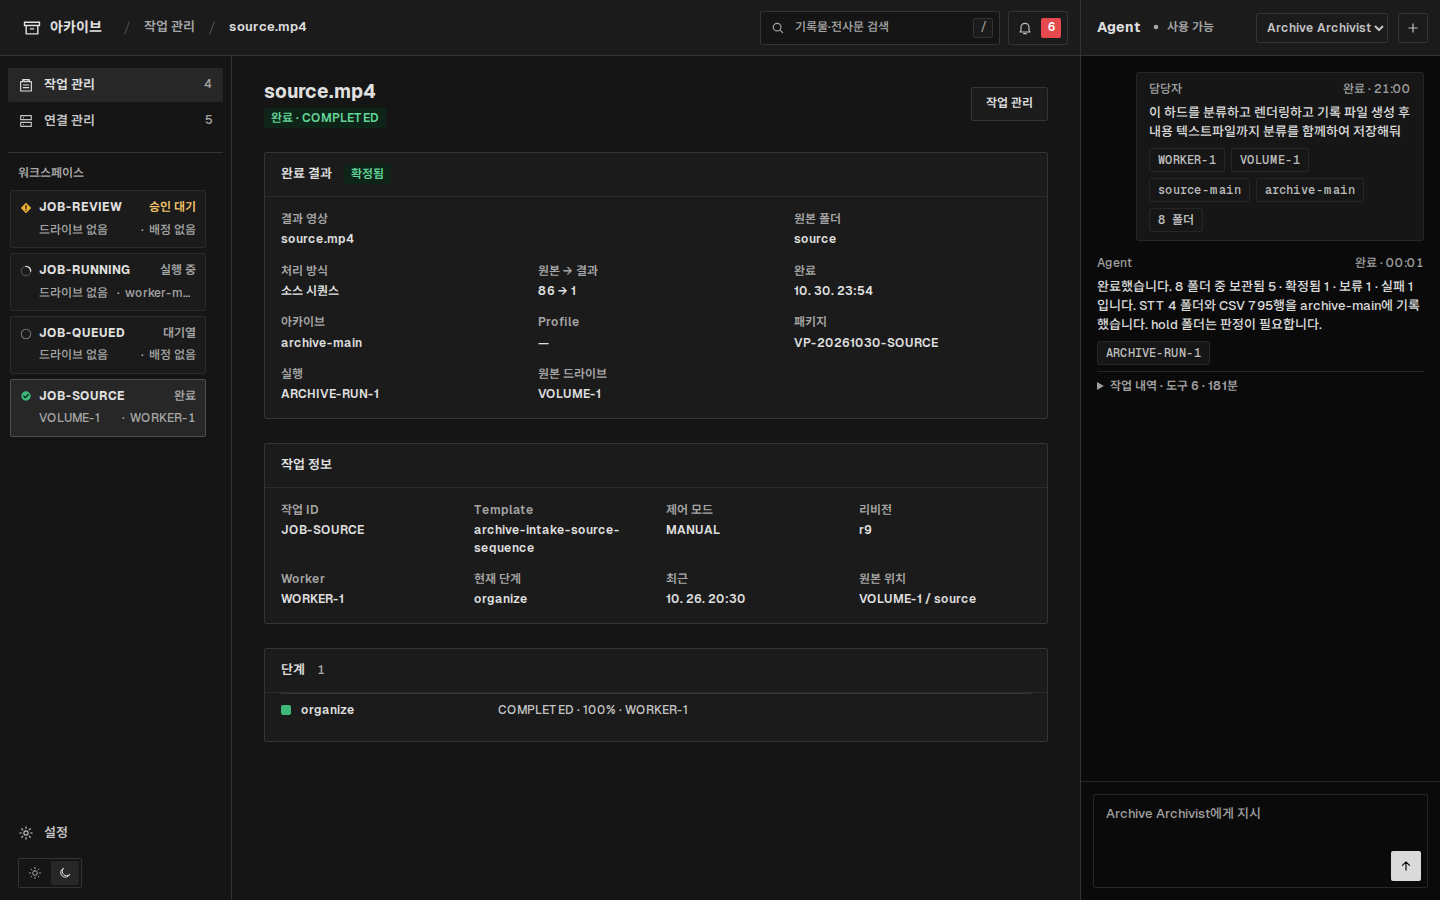 아카이브 / 작업 관리 / source.mp4
기록물·전사문 검색 /
6
Agent • 사용 가능
Archive Archivist
+
작업 관리 4
연결 관리 5
워크스페이스
JOB-REVIEW 승인 대기
드라이브 없음 · 배정 없음
JOB-RUNNING 실행 중
드라이브 없음 · worker-m...
JOB-QUEUED 대기열
드라이브 없음 · 배정 없음
JOB-SOURCE 완료
VOLUME-1 · WORKER-1
설정
source.mp4
완료 · COMPLETED
작업 관리
완료 결과 확정됨
결과 영상 원본 폴더
source.mp4 source
처리 방식 원본 → 결과 완료
소스 시퀀스 86 → 1 10. 30. 23:54
아카이브 Profile 패키지
archive-main — VP-20261030-SOURCE
실행 원본 드라이브
ARCHIVE-RUN-1 VOLUME-1
작업 정보
작업 ID Template 제어 모드 리비전
JOB-SOURCE archive-intake-source- MANUAL r9
sequence
Worker 현재 단계 최근 원본 위치
WORKER-1 organize 10. 26. 20:30 VOLUME-1 / source
단계 1
organize COMPLETED · 100% · WORKER-1
담당자 완료 · 21:00
이 하드를 분류하고 렌더링하고 기록 파일 생성 후
내용 텍스트파일까지 분류를 함께하여 저장해둬
WORKER-1 VOLUME-1
source-main archive-main
8 폴더
Agent 완료 · 00:01
완료했습니다. 8 폴더 중 보관됨 5 · 확정됨 1 · 보류 1 · 실패 1
입니다. STT 4 폴더와 CSV 795행을 archive-main에 기록
했습니다. hold 폴더는 판정이 필요합니다.
ARCHIVE-RUN-1
▶ 작업 내역 · 도구 6 · 181분
Archive Archivist에게 지시